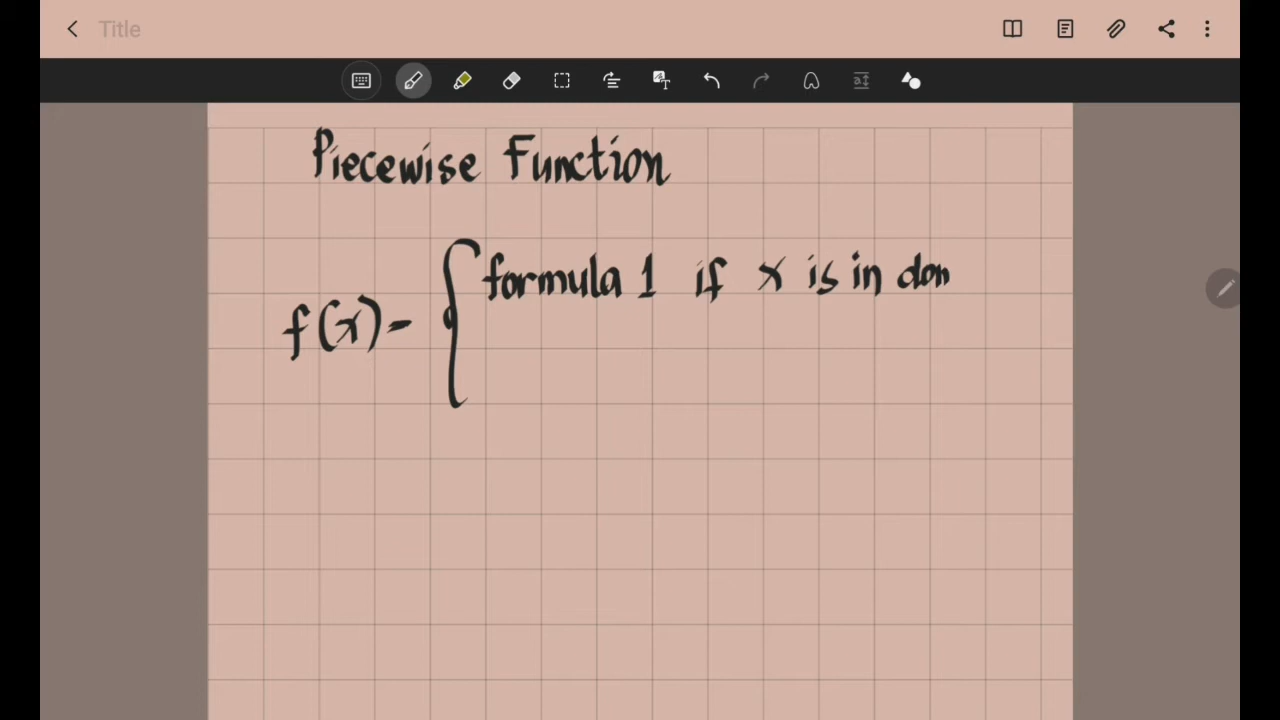 Title
Piecewise Function
formula 1 if x is in dom
f(x)- {